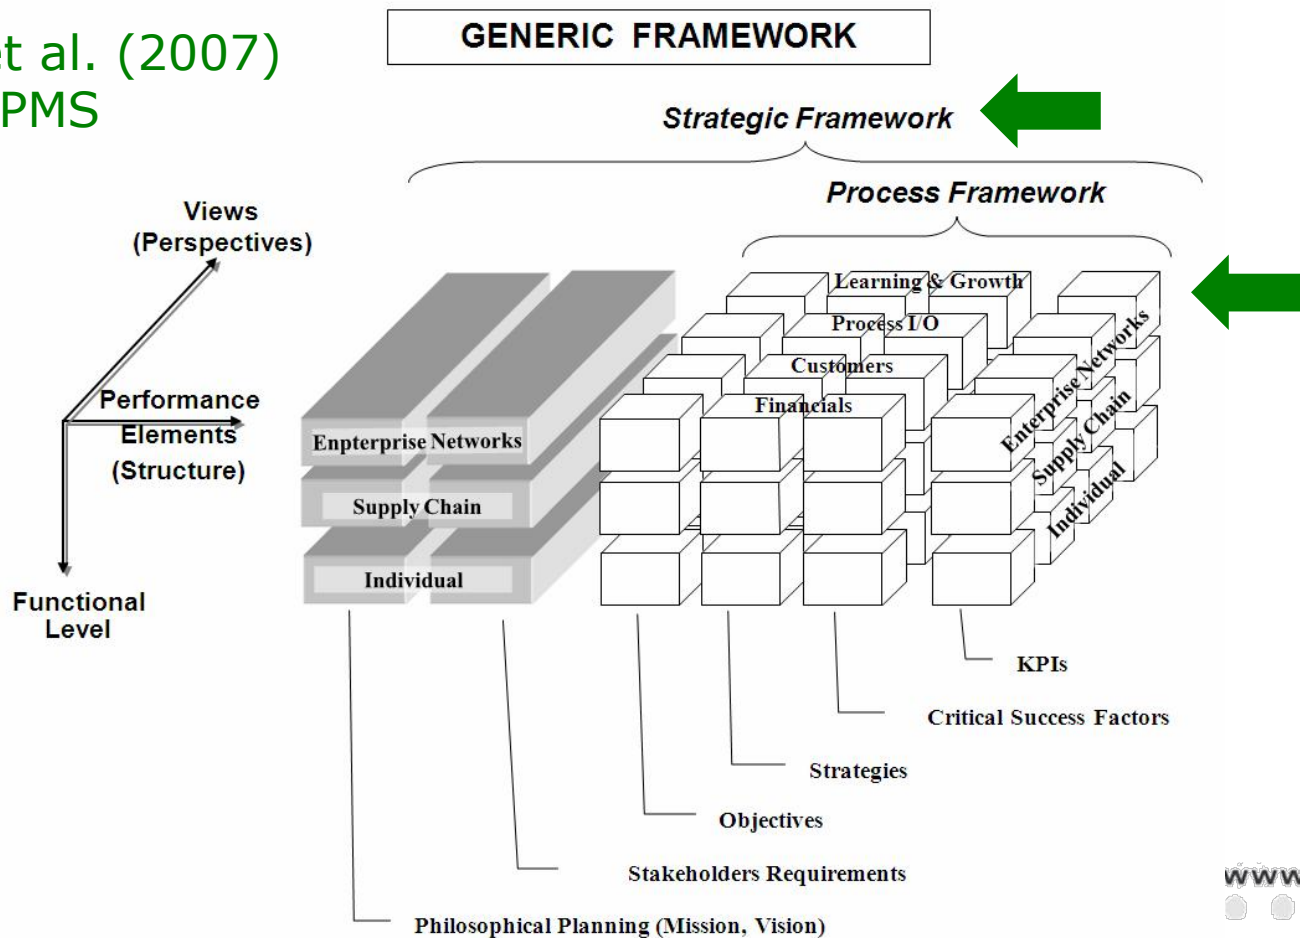 et al. (2007)
PMS
GENERIC FRAMEWORK
Strategic Framework
Process Framework
Views
(Perspectives)
Performance
Elements
(Structure)
Functional
Level
Learning & Growth
Process I/O
Customers
Financials
Enpterprise Networks
Supply Chain
Individual
Enterprise Networks
Supply Chain
Individual
KPIs
Critical Success Factors
Strategies
Objectives
Stakeholders Requirements
Philosophical Planning (Mission, Vision)
www